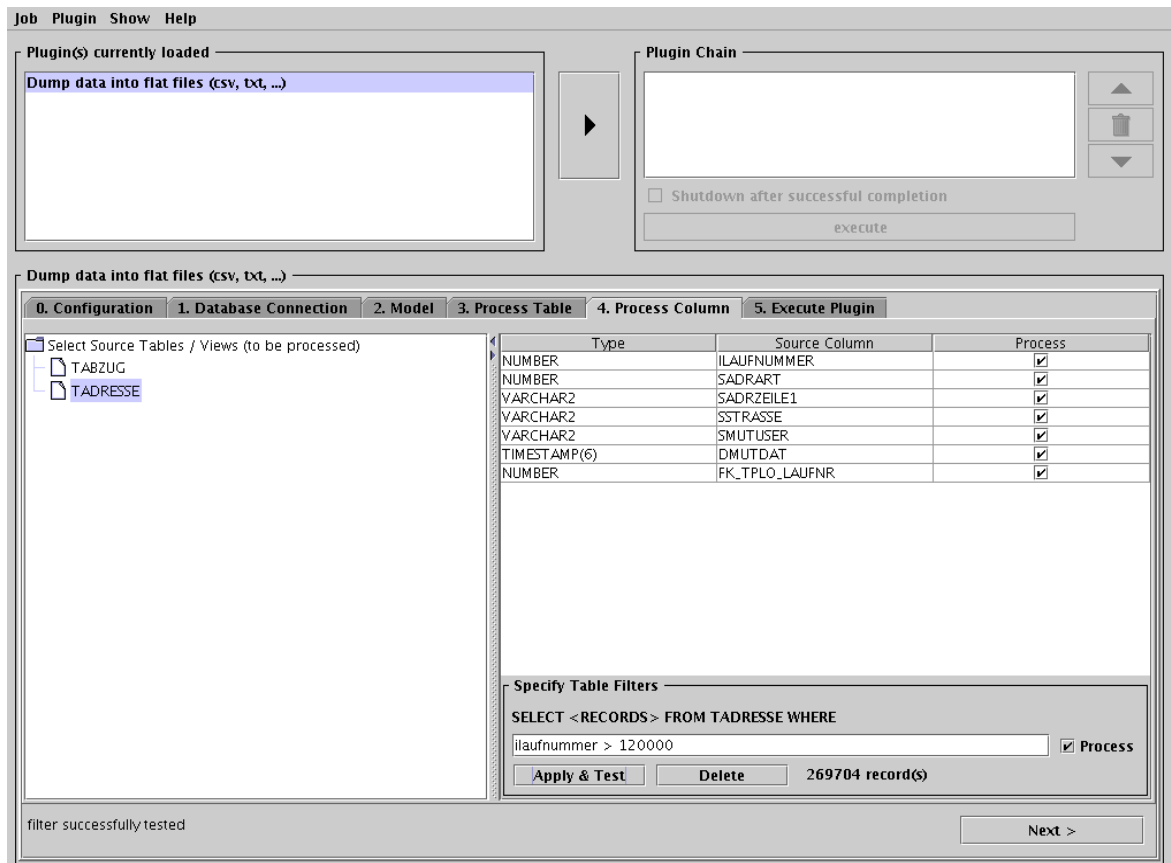 Job Plugin Show Help
Plugin(s) currently loaded
Dump data into flat files (csv, txt, ...)
Plugin Chain
Shutdown after successful completion
execute
Dump data into flat files (csv, txt, ...)
0. Configuration 1. Database Connection 2. Model 3. Process Table 4. Process Column 5. Execute Plugin
Select Source Tables / Views (to be processed)
TABZUG
TADRESSE
Type Source Column Process
NUMBER ILAUFNUMMER
NUMBER SADRART
VARCHAR2 SADRZEILE1
VARCHAR2 SSTRASSE
VARCHAR2 SMUTUSER
TIMESTAMP(6) DMUTDAT
NUMBER FK_TPLO_LAUFNR
Specify Table Filters
SELECT <RECORDS> FROM TADRESSE WHERE
ilaufnummer > 120000 Process
Apply & Test Delete 269704 record(s)
filter successfully tested
Next >